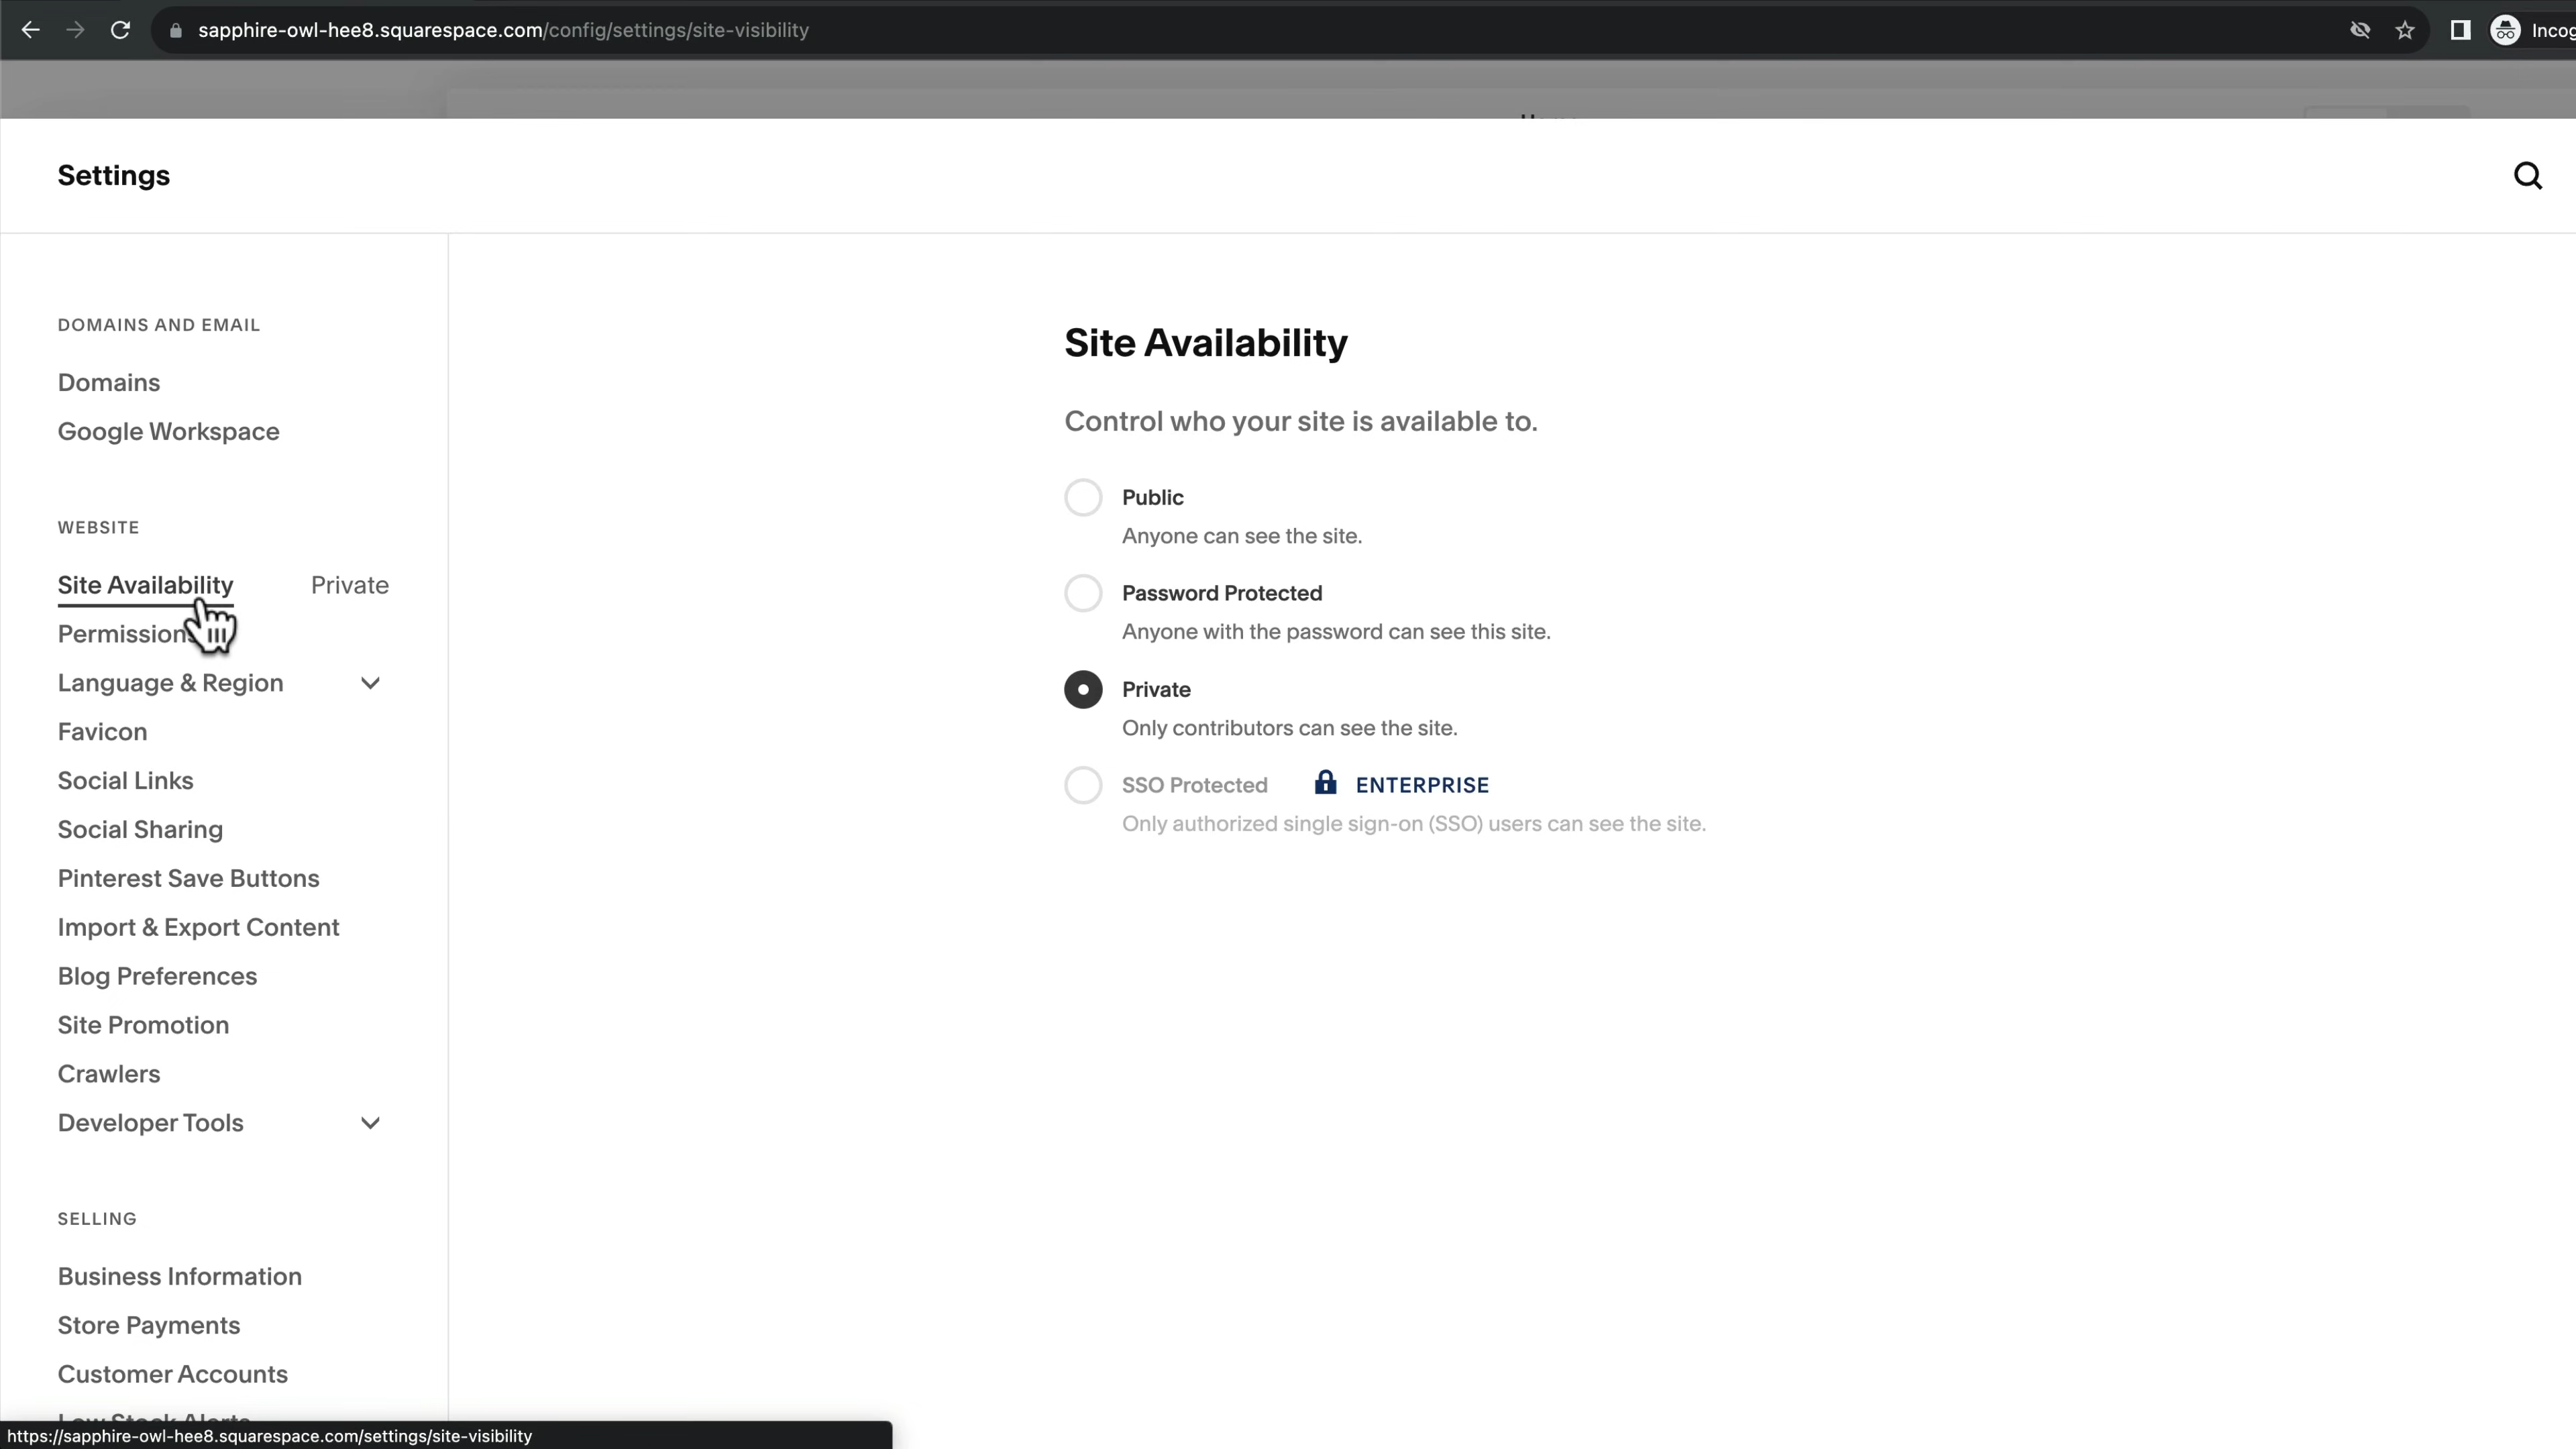 sapphire-owl-hee8.squarespace.com/config/settings/site-visibility
Settings
DOMAINS AND EMAIL
Domains
Google Workspace
WEBSITE
Site Availability Private
Permissions
Language & Region
Favicon
Social Links
Social Sharing
Pinterest Save Buttons
Import & Export Content
Blog Preferences
Site Promotion
Crawlers
Developer Tools
SELLING
Business Information
Store Payments
Customer Accounts
Low Stock Alerts
Site Availability
Control who your site is available to.
Public
Anyone can see the site.
Password Protected
Anyone with the password can see this site.
Private
Only contributors can see the site.
SSO Protected ENTERPRISE
Only authorized single sign-on (SSO) users can see the site.
https://sapphire-owl-hee8.squarespace.com/settings/site-visibility